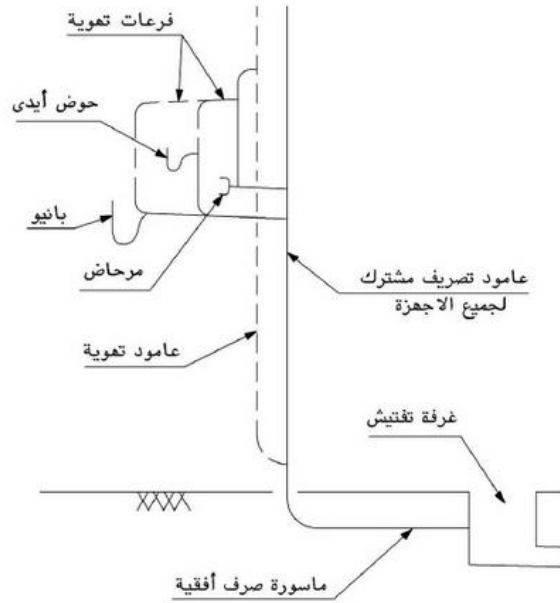 فرعات تهوية
حوض أيدى
بانيو
مرحاض
عامود تصريف مشترك
لجميع الاجهزة
عامود تهوية
غرفة تفتيش
ماسورة صرف أفقية